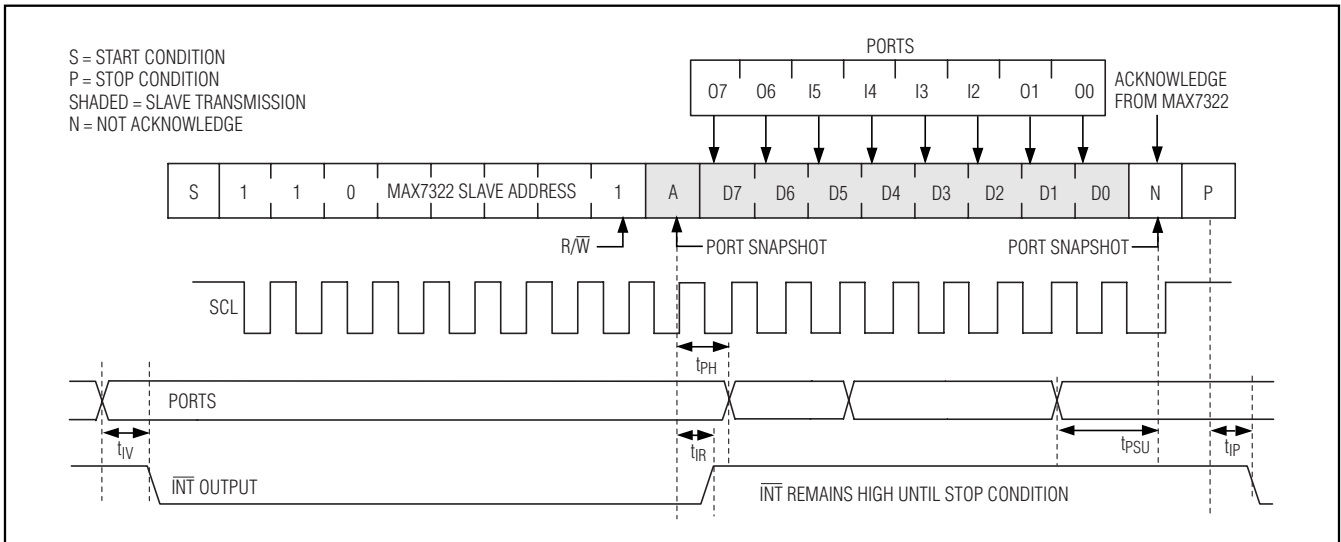 S = START CONDITION
P = STOP CONDITION
SHADED = SLAVE TRANSMISSION
N = NOT ACKNOWLEDGE
PORTS
O7 O6 I5 I4 I3 I2 O1 O0
ACKNOWLEDGE
FROM MAX7322
S 1 1 0 MAX7322 SLAVE ADDRESS 1 A D7 D6 D5 D4 D3 D2 D1 D0 N P
R/W̅ PORT SNAPSHOT PORT SNAPSHOT
SCL
tPH
PORTS
tIV tIR tPSU tIP
I̅N̅T̅ OUTPUT I̅N̅T̅ REMAINS HIGH UNTIL STOP CONDITION